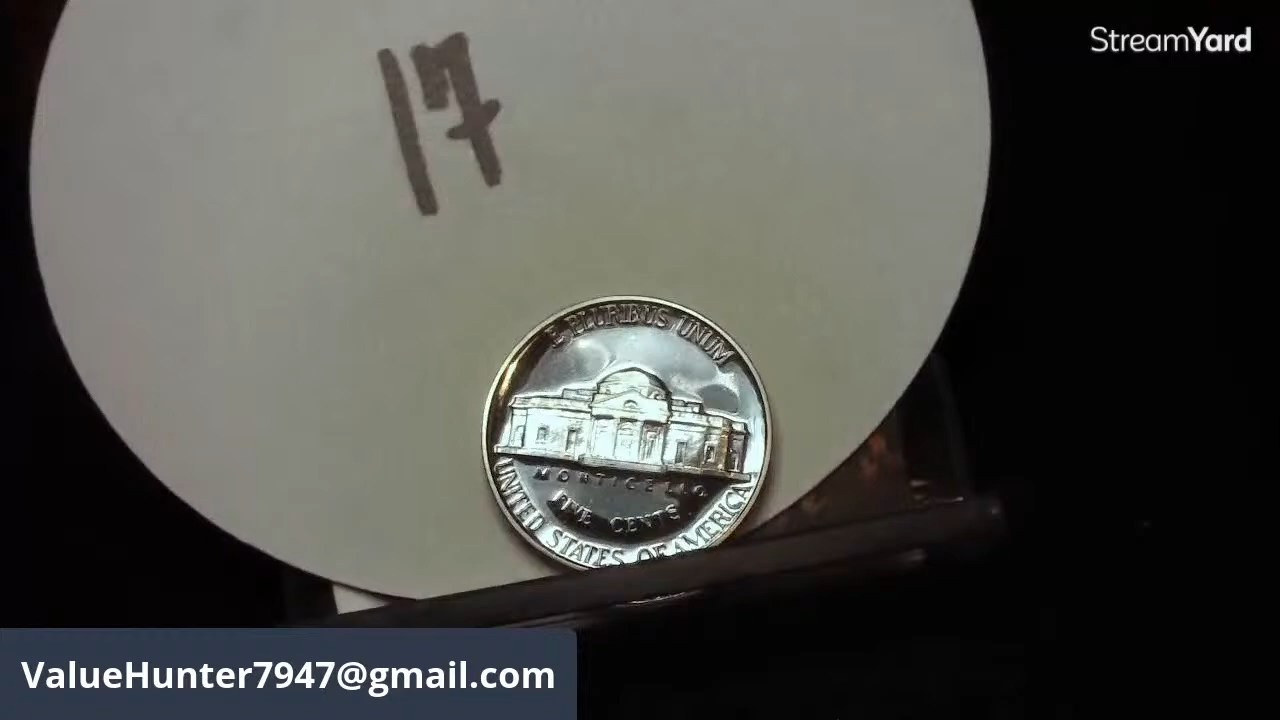 StreamYard
17
E PLURIBUS UNUM
MONTICELLO
FIVE CENTS
UNITED STATES OF AMERICA
ValueHunter7947@gmail.com